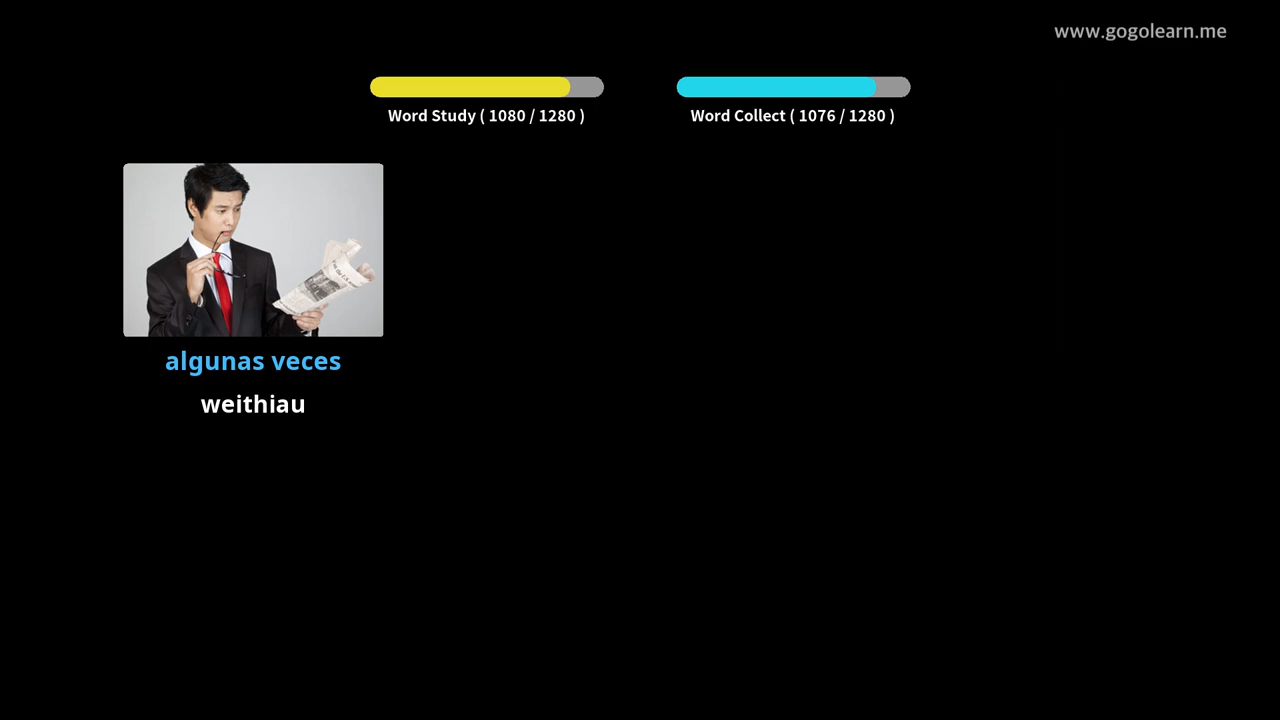 www.gogolearn.me
Word Study ( 1080 / 1280 )
Word Collect ( 1076 / 1280 )
algunas veces
weithiau